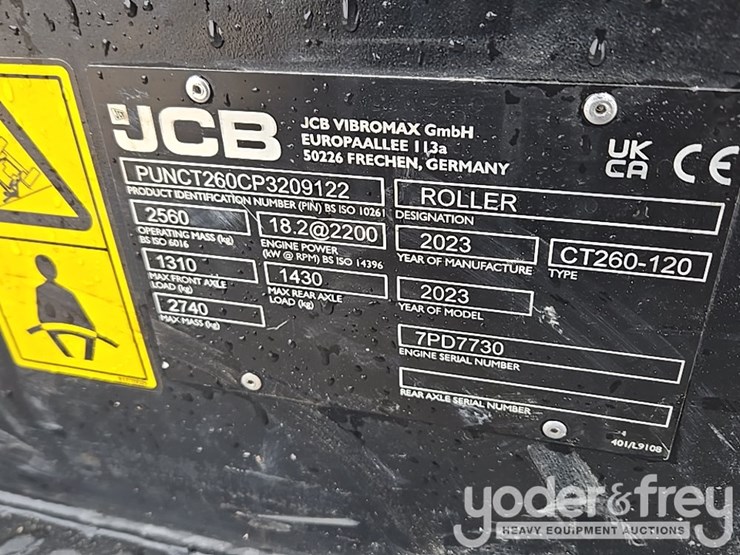 JCB
JCB VIBROMAX GmbH
EUROPAALLEE 113a
50226 FRECHEN, GERMANY
UK
CA
CE
PUNCT260CP3209122
PRODUCT IDENTIFICATION NUMBER (PIN) BS ISO 10261
ROLLER
DESIGNATION
2560
OPERATING MASS (kg)
BS ISO 6016
18.2@2200
ENGINE POWER
(kW @ RPM) BS ISO 14396
2023
YEAR OF MANUFACTURE
CT260-120
TYPE
1310
MAX FRONT AXLE
LOAD (kg)
1430
MAX REAR AXLE
LOAD (kg)
2023
YEAR OF MODEL
2740
MAX MASS (kg)
7PD7730
ENGINE SERIAL NUMBER
REAR AXLE SERIAL NUMBER
401/L9108
yoder&frey
HEAVY EQUIPMENT AUCTIONS